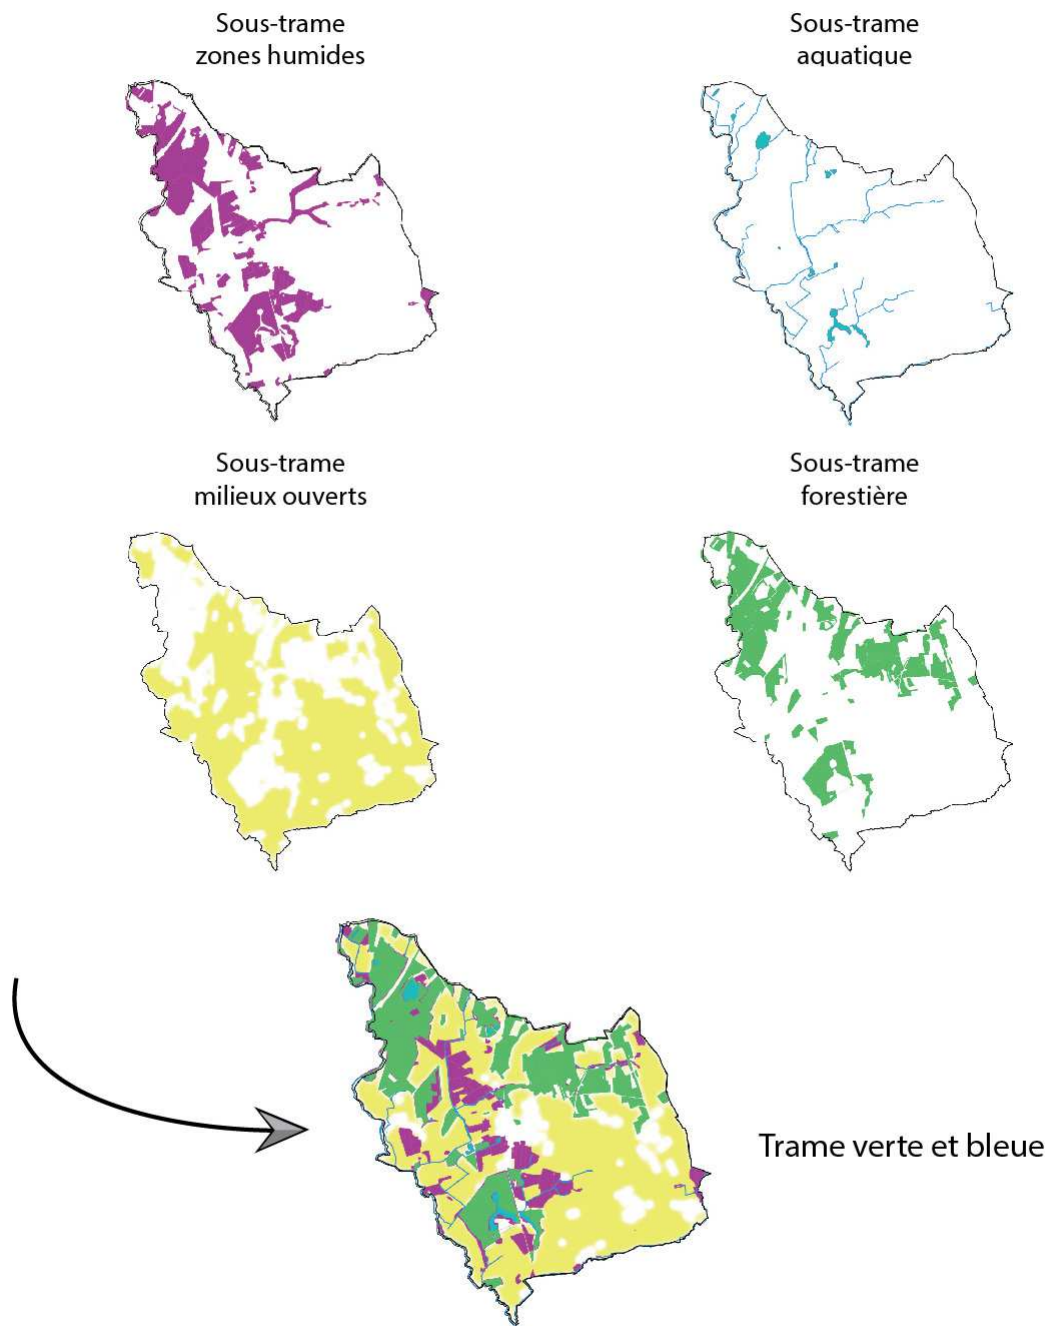 Sous-trame
zones humides
Sous-trame
aquatique
Sous-trame
milieux ouverts
Sous-trame
forestière
Trame verte et bleue